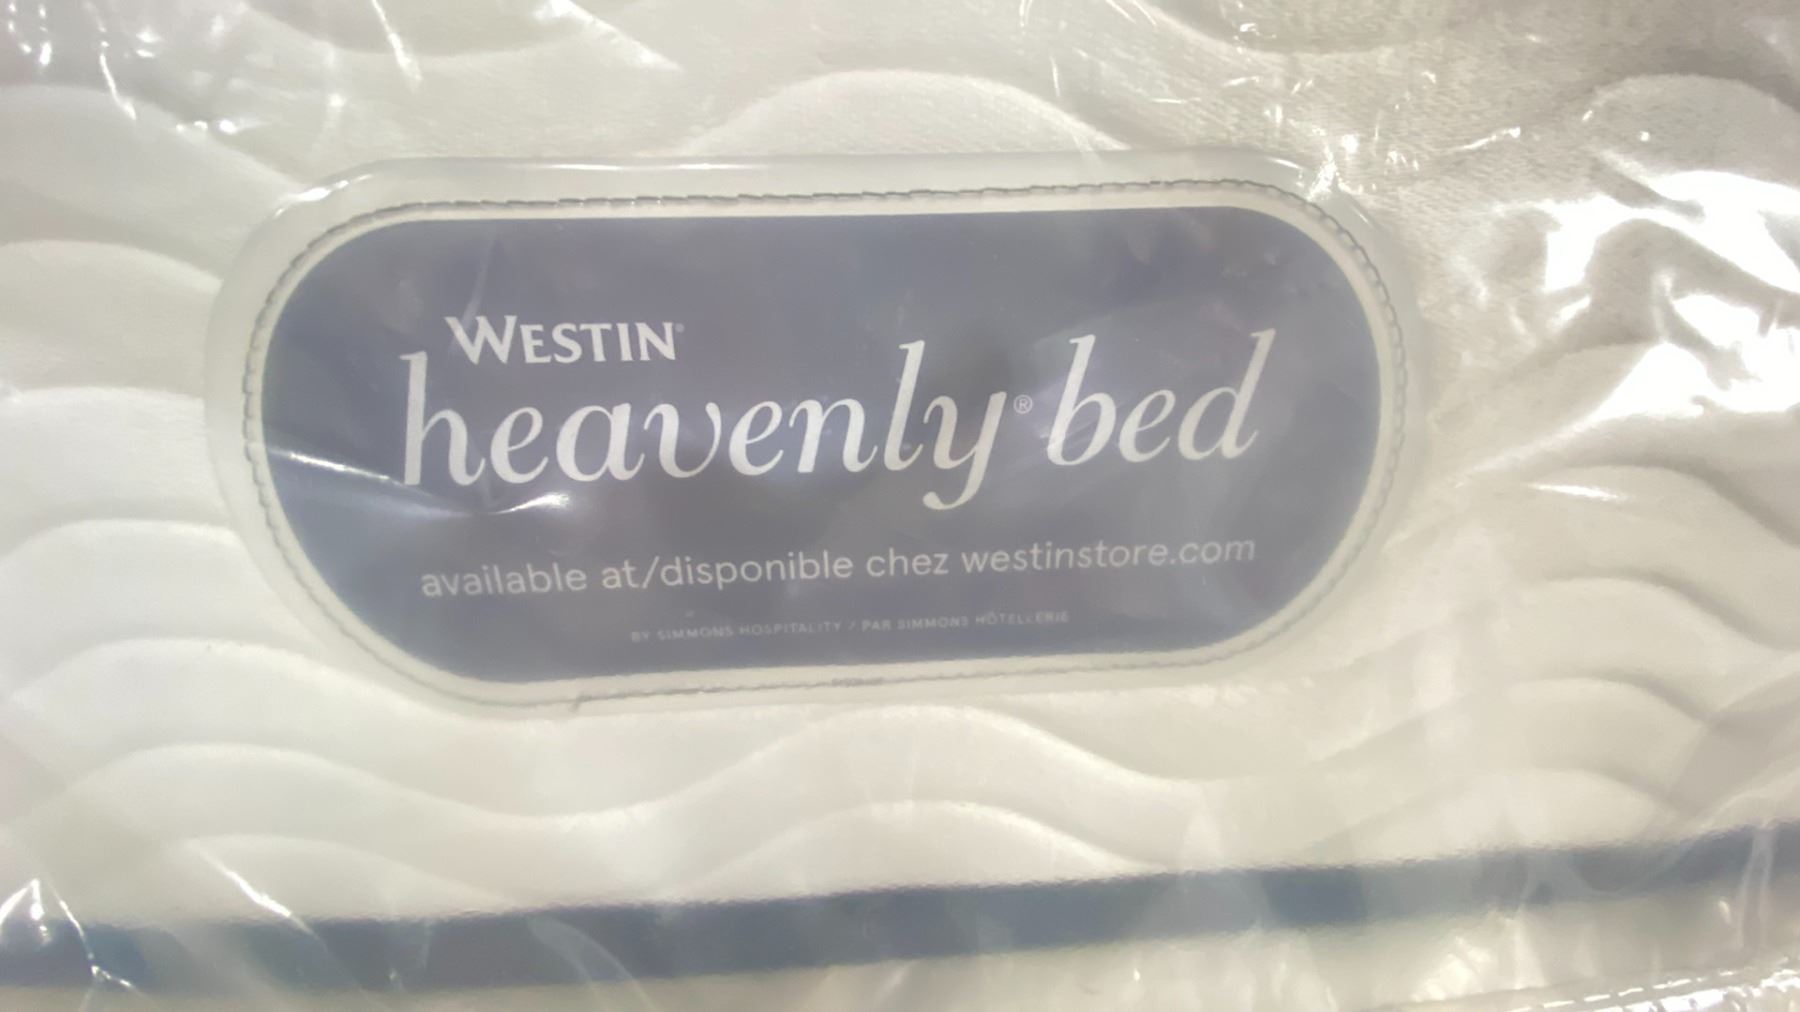 WESTIN®
heavenly® bed
available at/disponible chez westinstore.com
BY SIMMONS HOSPITALITY / PAR SIMMONS HÔTELLERIE